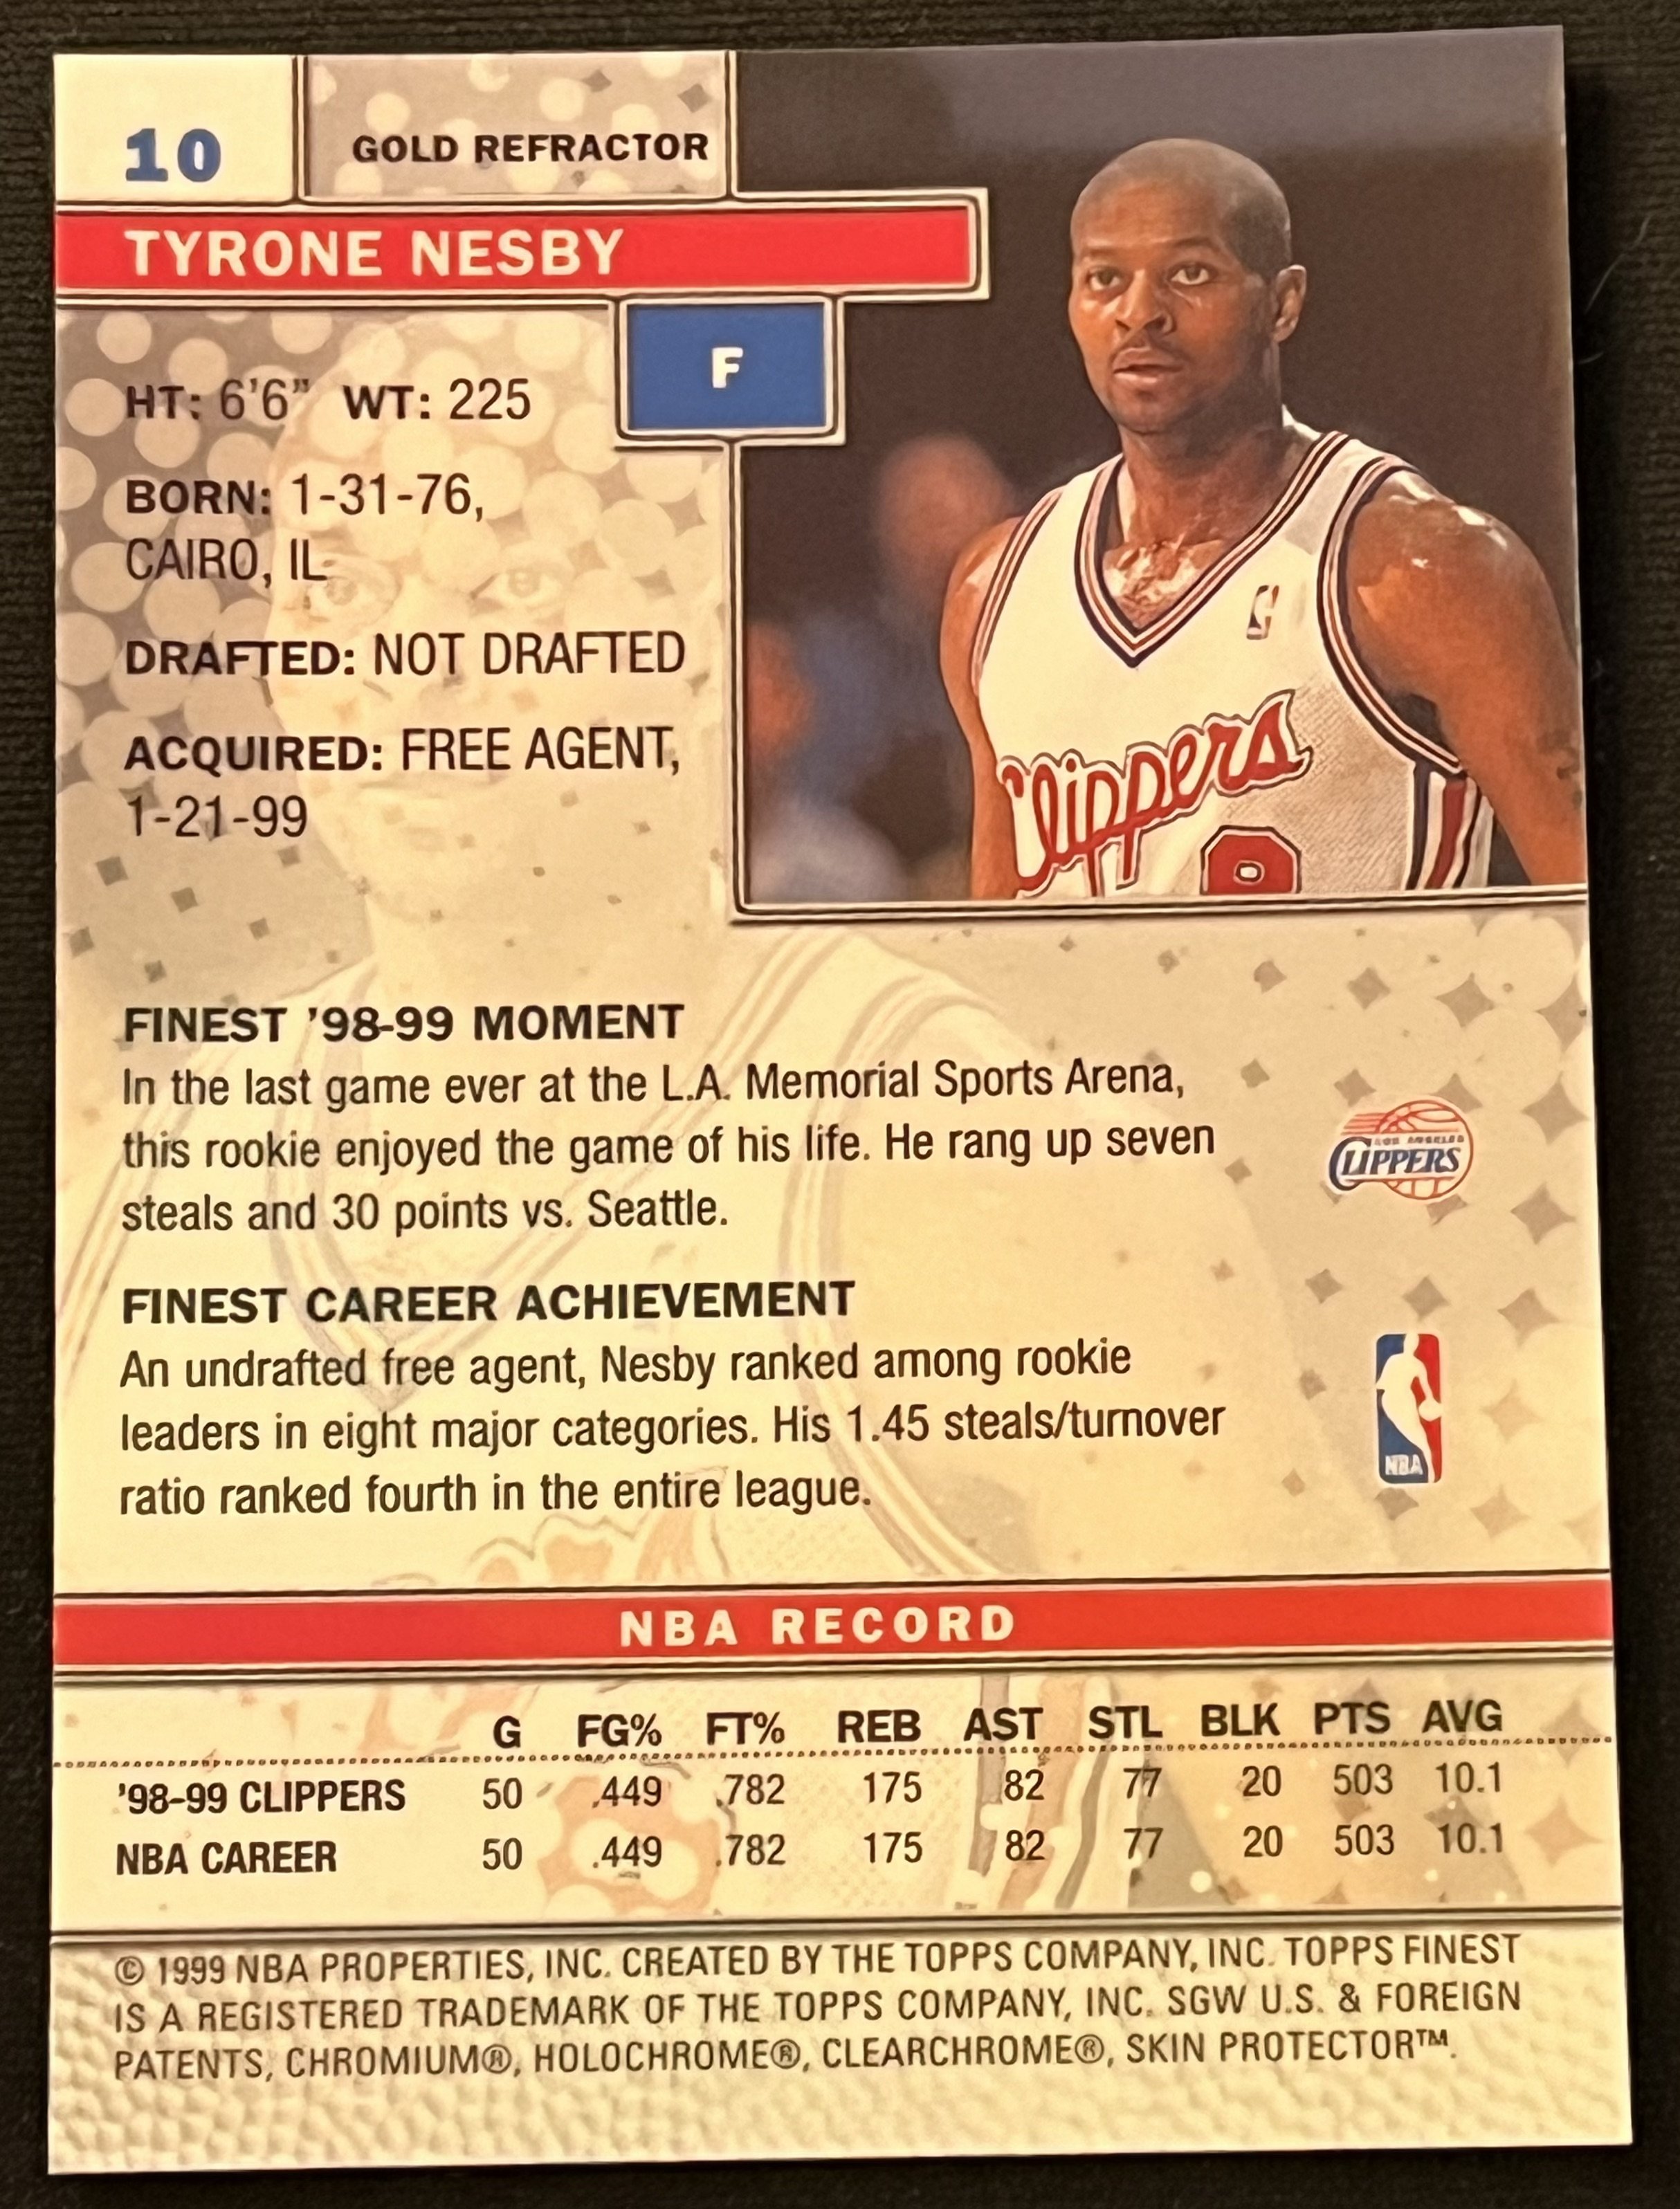 10
GOLD REFRACTOR
TYRONE NESBY
F
HT: 6'6” WT: 225
BORN: 1-31-76,
CAIRO, IL
DRAFTED: NOT DRAFTED
ACQUIRED: FREE AGENT,
1-21-99
Clippers
FINEST ’98-99 MOMENT
In the last game ever at the L.A. Memorial Sports Arena,
this rookie enjoyed the game of his life. He rang up seven
steals and 30 points vs. Seattle.
LOS ANGELES
CLIPPERS
FINEST CAREER ACHIEVEMENT
An undrafted free agent, Nesby ranked among rookie
leaders in eight major categories. His 1.45 steals/turnover
ratio ranked fourth in the entire league.
NBA
NBA RECORD
G FG% FT% REB AST STL BLK PTS AVG
’98-99 CLIPPERS 50 .449 .782 175 82 77 20 503 10.1
NBA CAREER 50 .449 .782 175 82 77 20 503 10.1
© 1999 NBA PROPERTIES, INC. CREATED BY THE TOPPS COMPANY, INC. TOPPS FINEST
IS A REGISTERED TRADEMARK OF THE TOPPS COMPANY, INC. SGW U.S. & FOREIGN
PATENTS, CHROMIUM®, HOLOCHROME®, CLEARCHROME®, SKIN PROTECTOR™.